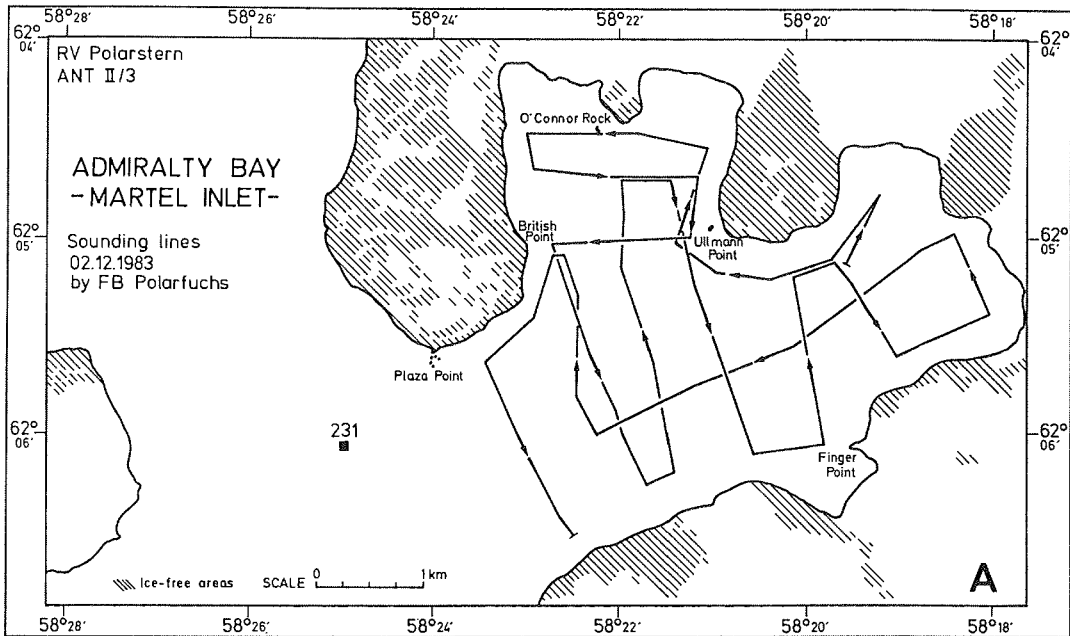 58°28' 58°26' 58°24' 58°22' 58°20' 58°18'
62° 04'
62° 04'
RV Polarstern
ANT II/3
O'Connor Rock
ADMIRALTY BAY
-MARTEL INLET-
British
Point
Ullmann
Point
62° 05'
62° 05'
Sounding lines
02.12.1983
by FB Polarfuchs
Plaza Point
62° 06'
231
62° 06'
Finger
Point
Ice-free areas SCALE 0 1km
A
58°28' 58°26' 58°24' 58°22' 58°20' 58°18'